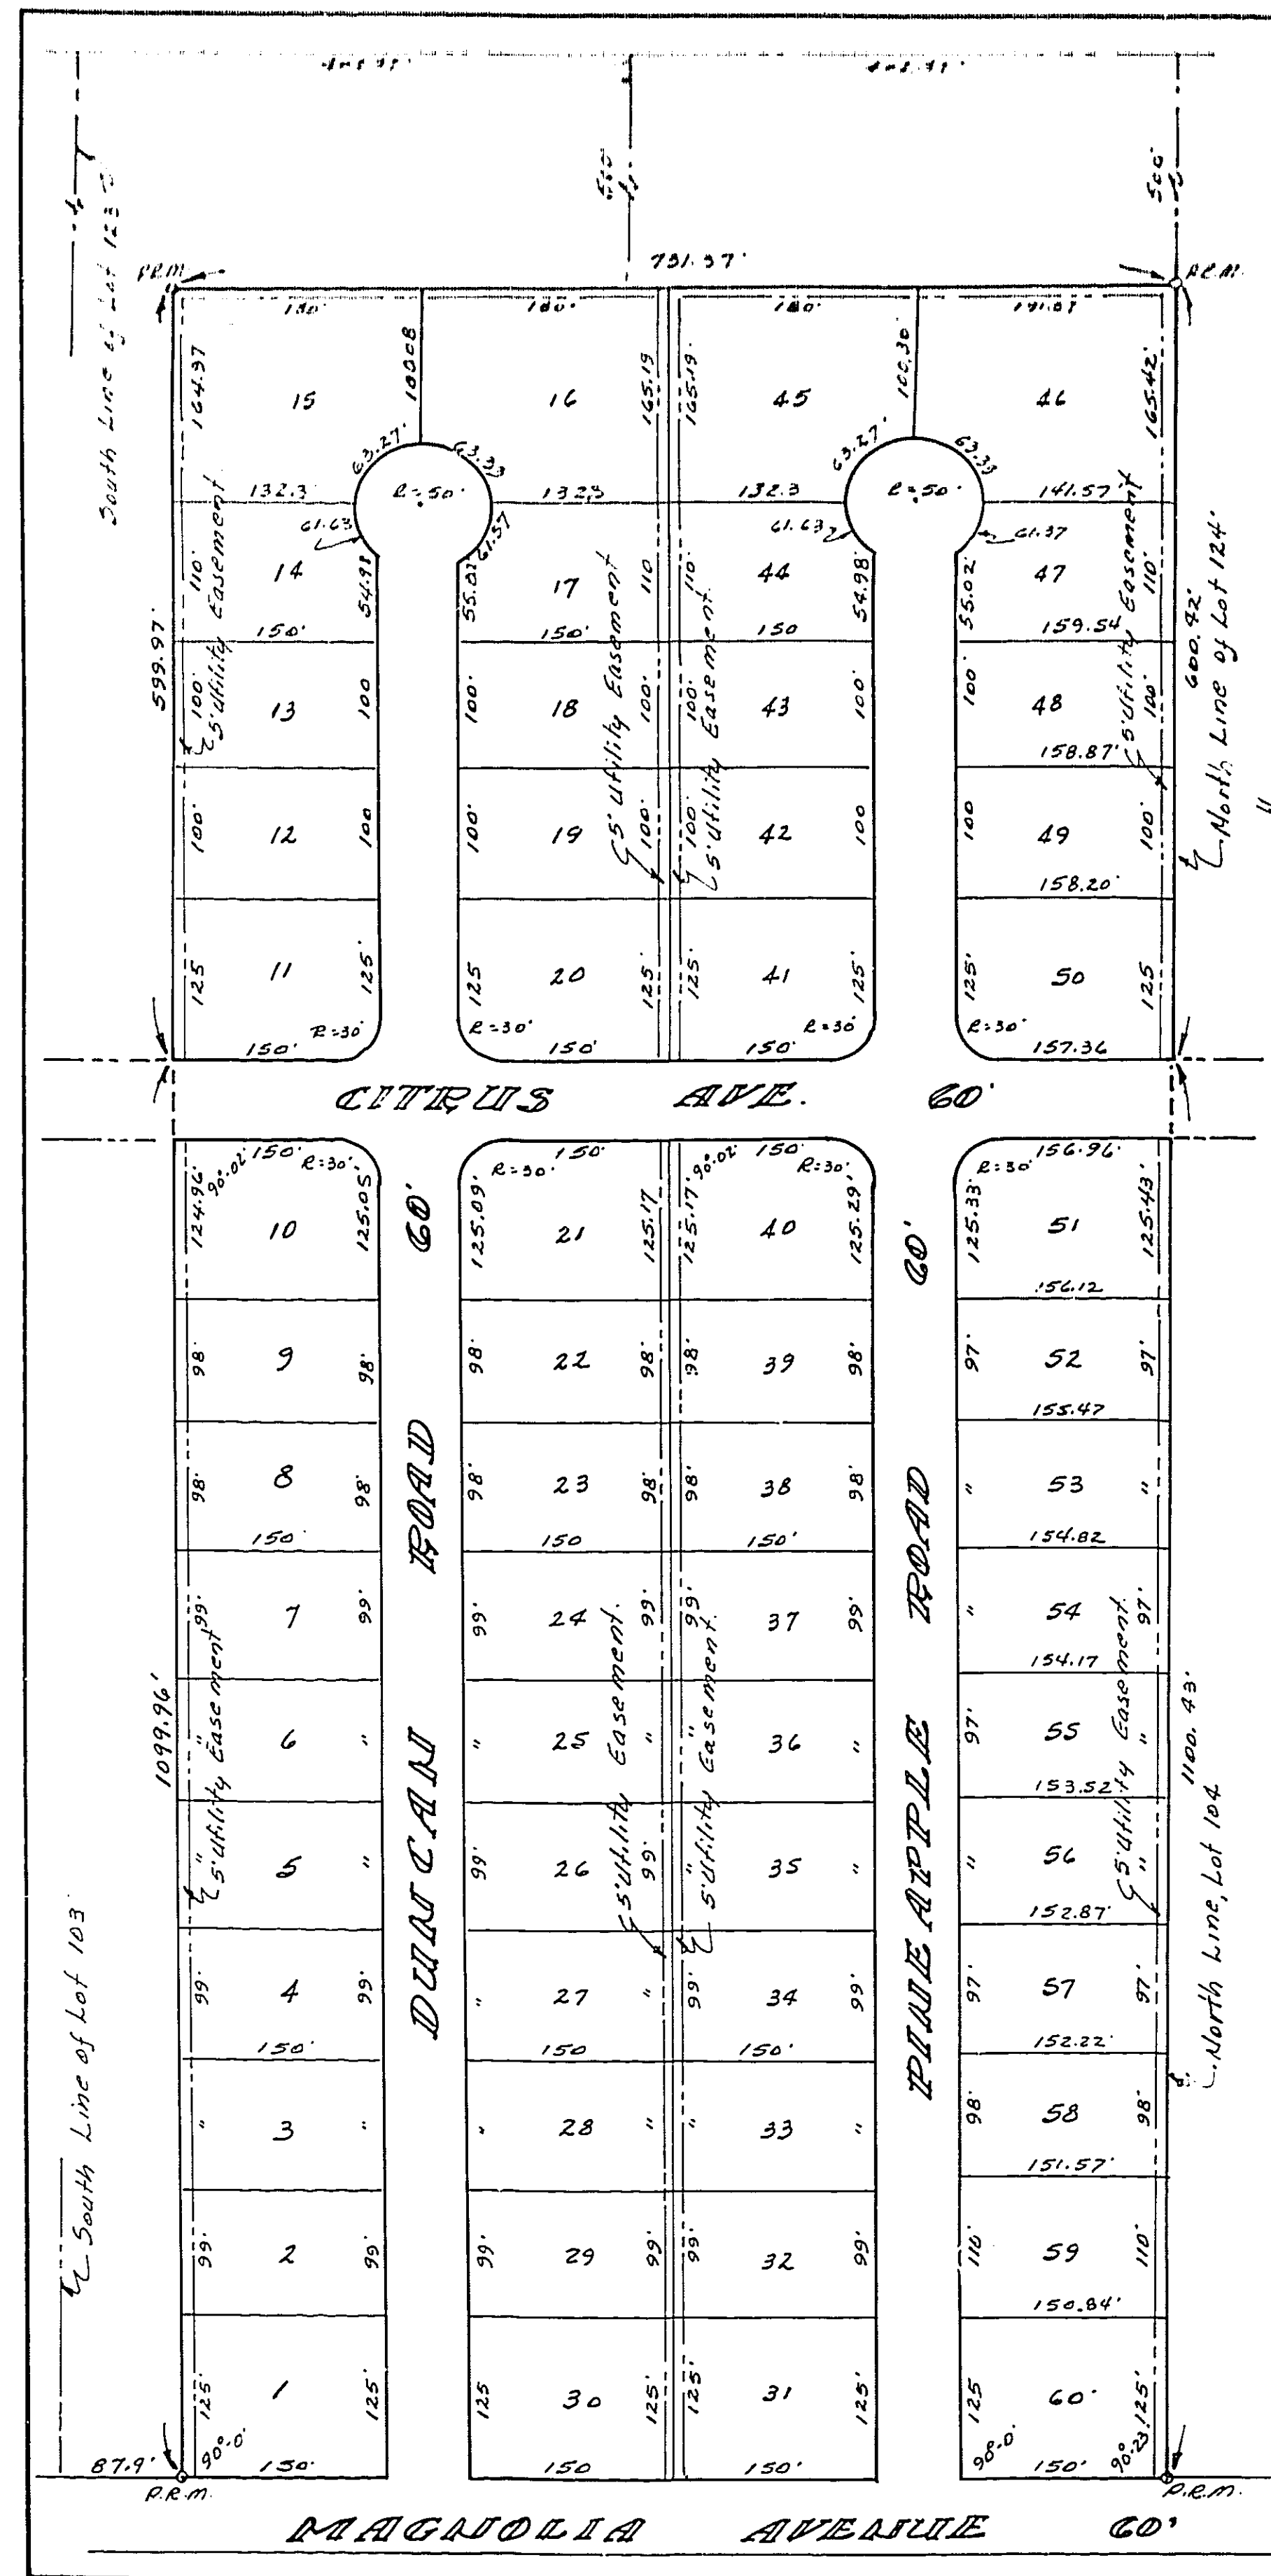 500
500
South Line of Lot 123
P.R.M.
731.37'
P.R.M.
180' 180' 191.57
164.37 15 100.08 16 165.19 165.19 45 100.30 46 165.42
63.27' 63.33 63.27' 63.33
132.3 R=50' 132.3 132.3 R=50' 141.57'
61.63 61.57 61.63 61.37
110' 14 54.98 55.02 17 110 110' 44 54.98 55.02 47 110'
150' 150' 150 159.54
5' Utility Easement
5' Utility Easement
5' Utility Easement
5' Utility Easement
599.97'
600.42'
North Line of Lot 124'
"
100' 13 100 100' 18 100' 100' 43 100' 100' 48 100'
158.87'
100' 12 100 100' 19 100' 100' 42 100 100 49 100'
158.20'
125 11 125' 125 20 125' 125' 41 125' 125' 50 125
R=30' R=30' R=30' R=30'
150' 150' 150' 157.36
CITRUS AVE. 60'
150' 150' 150' 156.96'
90°.02' R=30' R=30' 90°.02' R=30' R=30'
124.96' 10 125.05 125.09' 21 125.17 125.17' 40 125.29' 125.33' 51 125.43'
156.12
60' 60'
98' 9 98' 98' 22 98' 98' 39 98' 97' 52 97'
155.47
98' 8 98' 98' 23 98' 98' 38 98' " 53 "
150' 150 150' 154.82
99' 7 99' 99' 24 99' 99' 37 99' " 54 97'
154.17
DUNCAN ROAD
PINEAPPLE ROAD
1099.96'
1100.43'
5' Utility Easement
5' Utility Easement.
5' Utility Easement.
5' Utility Easement.
" 6 " " 25 " " 36 " 97' 55 "
153.52'
" 5 " 99' 26 99' " 35 " " 56 "
152.87'
99' 4 99' " 27 " 99' 34 99' 97' 57 97'
150' 150 150' 152.22'
North Line, Lot 104
South Line of Lot 103
" 3 " " 28 " " 33 " 98' 58 98'
151.57'
99' 2 99' 99' 29 99' 99' 32 99' 110' 59 110'
150.84'
125' 1 125' 125 30 125' 125' 31 125' 125 60 125'
90°.0' 90°.0' 90°.23'
87.9' 150' 150 150' 150'
P.R.M. P.R.M.
MAGNOLIA AVENUE 60'